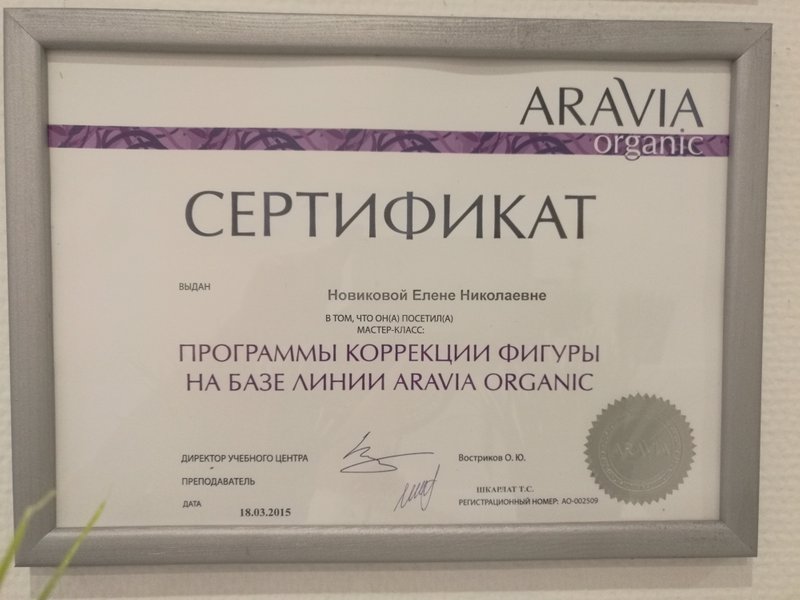 ARAVIA
organic
СЕРТИФИКАТ
ВЫДАН
Новиковой Елене Николаевне
В ТОМ, ЧТО ОН(А) ПОСЕТИЛ(А)
МАСТЕР-КЛАСС:
ПРОГРАММЫ КОРРЕКЦИИ ФИГУРЫ
НА БАЗЕ ЛИНИИ ARAVIA ORGANIC
ДИРЕКТОР УЧЕБНОГО ЦЕНТРА Востриков О. Ю.
ARAVIA
ПРЕПОДАВАТЕЛЬ ШКАРЛАТ Т.С.
ДАТА 18.03.2015 РЕГИСТРАЦИОННЫЙ НОМЕР: АО-002509